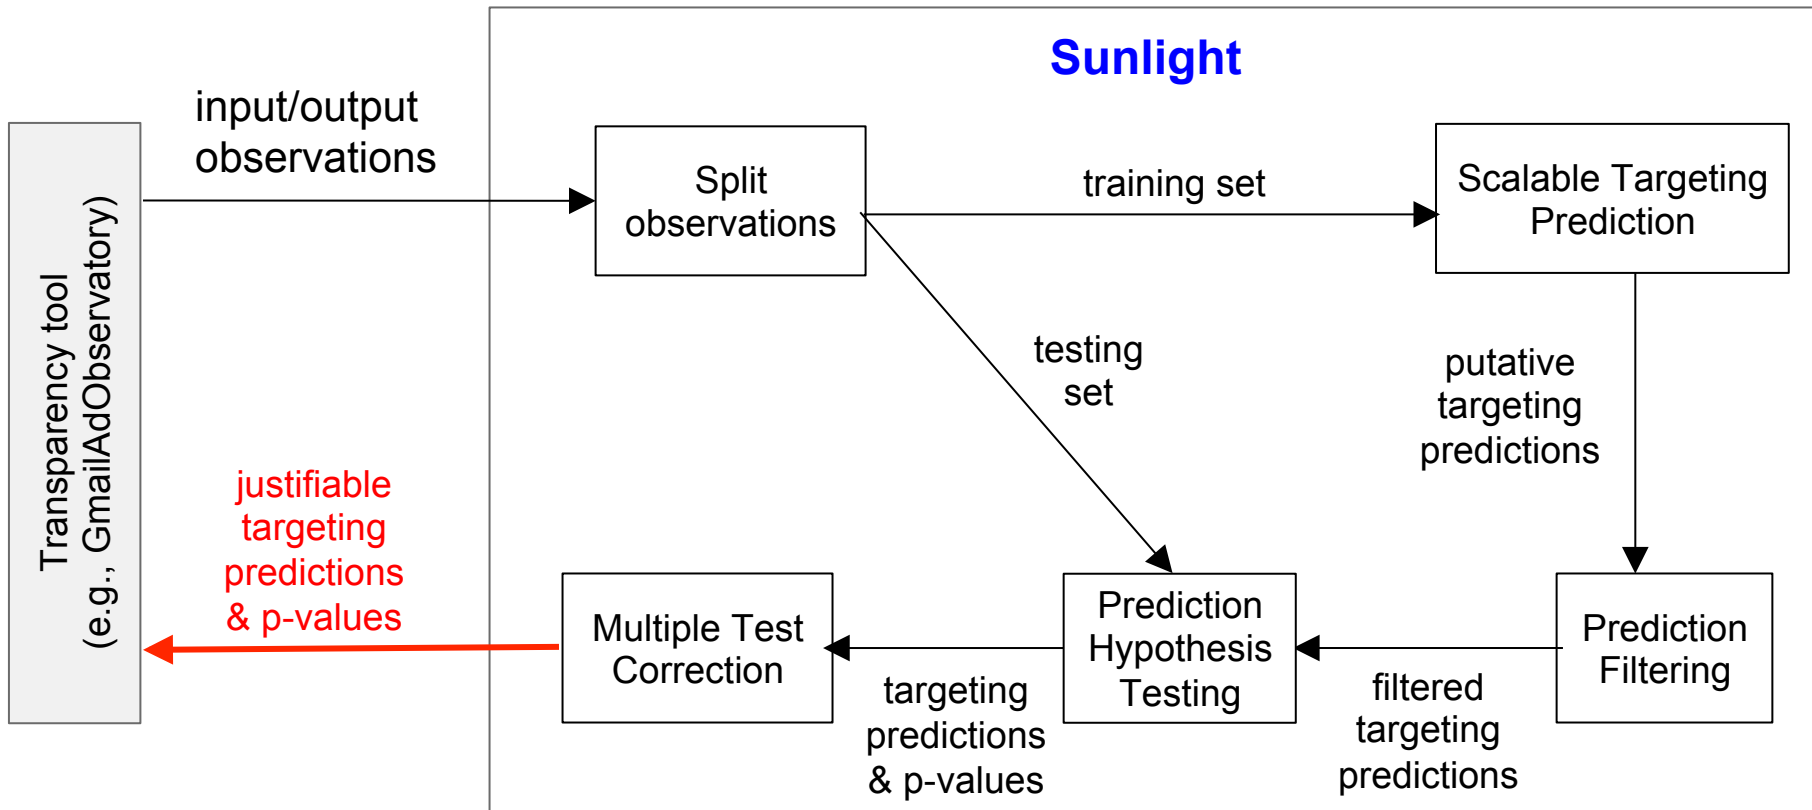 Sunlight
input/output
observations
Transparency tool
(e.g., GmailAdObservatory)
Split
observations
training set
Scalable Targeting
Prediction
testing
set
putative
targeting
predictions
justifiable
targeting
predictions
& p-values
Multiple Test
Correction
targeting
predictions
& p-values
Prediction
Hypothesis
Testing
filtered
targeting
predictions
Prediction
Filtering